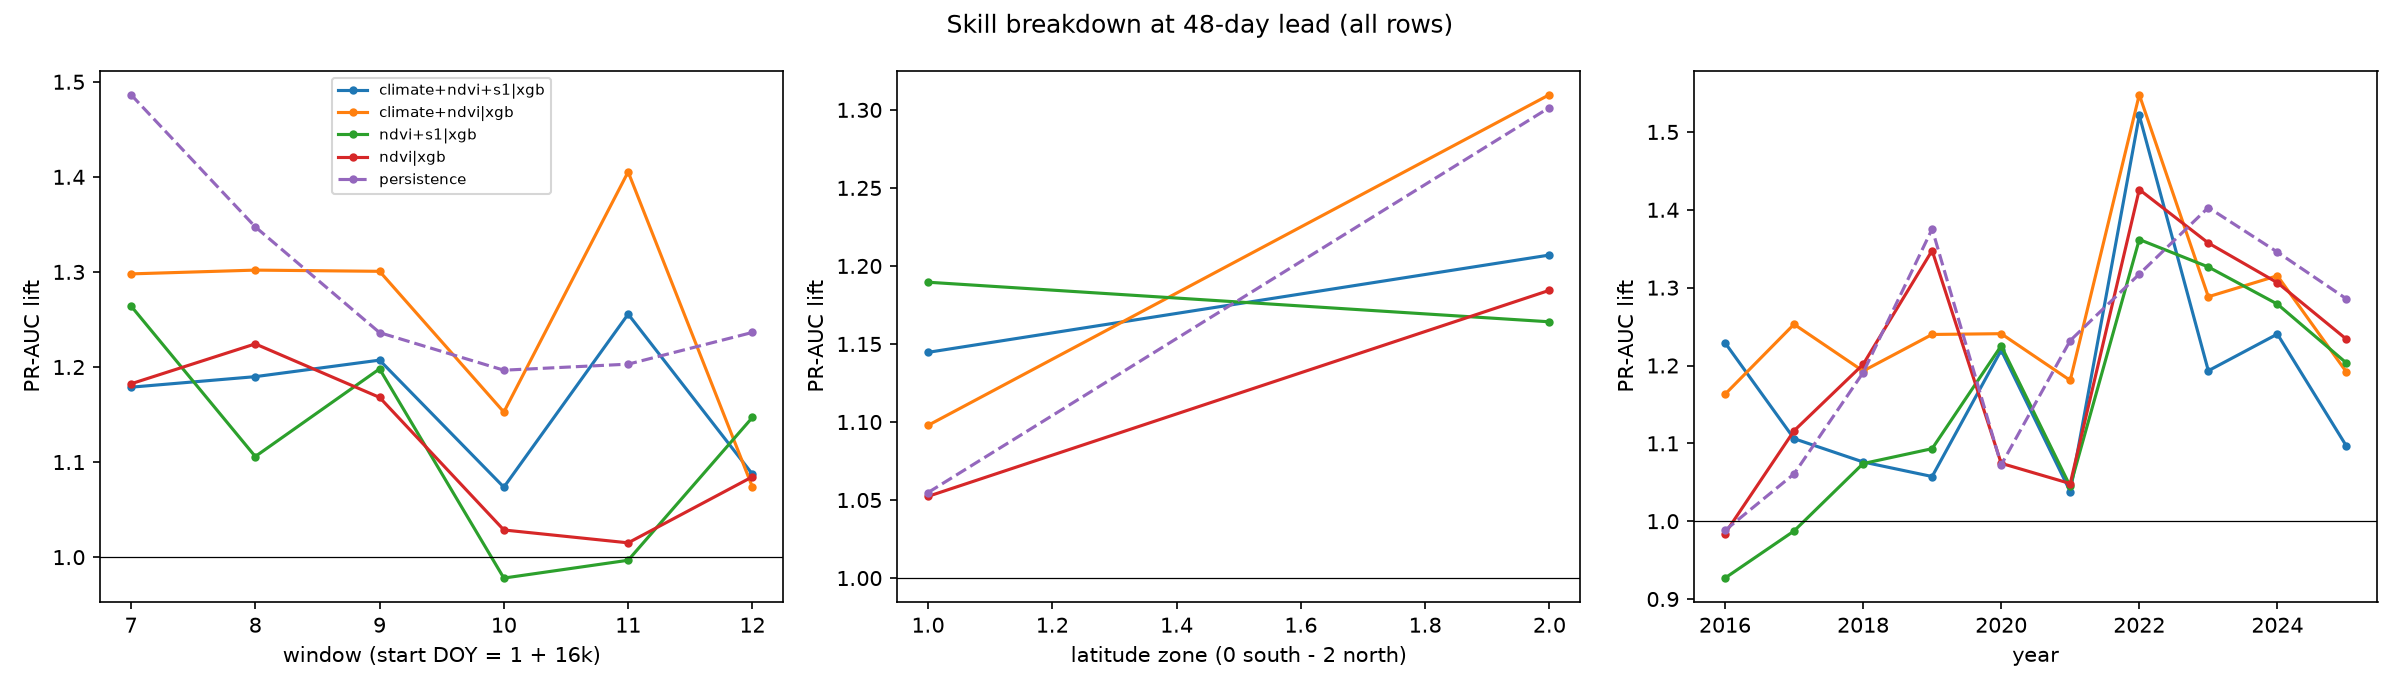 Skill breakdown at 48-day lead (all rows)
PR-AUC lift
1.5
1.4
1.3
1.2
1.1
1.0
climate+ndvi+s1|xgb
climate+ndvi|xgb
ndvi+s1|xgb
ndvi|xgb
persistence
7 8 9 10 11 12
window (start DOY = 1 + 16k)
PR-AUC lift
1.30
1.25
1.20
1.15
1.10
1.05
1.00
1.0 1.2 1.4 1.6 1.8 2.0
latitude zone (0 south - 2 north)
PR-AUC lift
1.5
1.4
1.3
1.2
1.1
1.0
0.9
2016 2018 2020 2022 2024
year